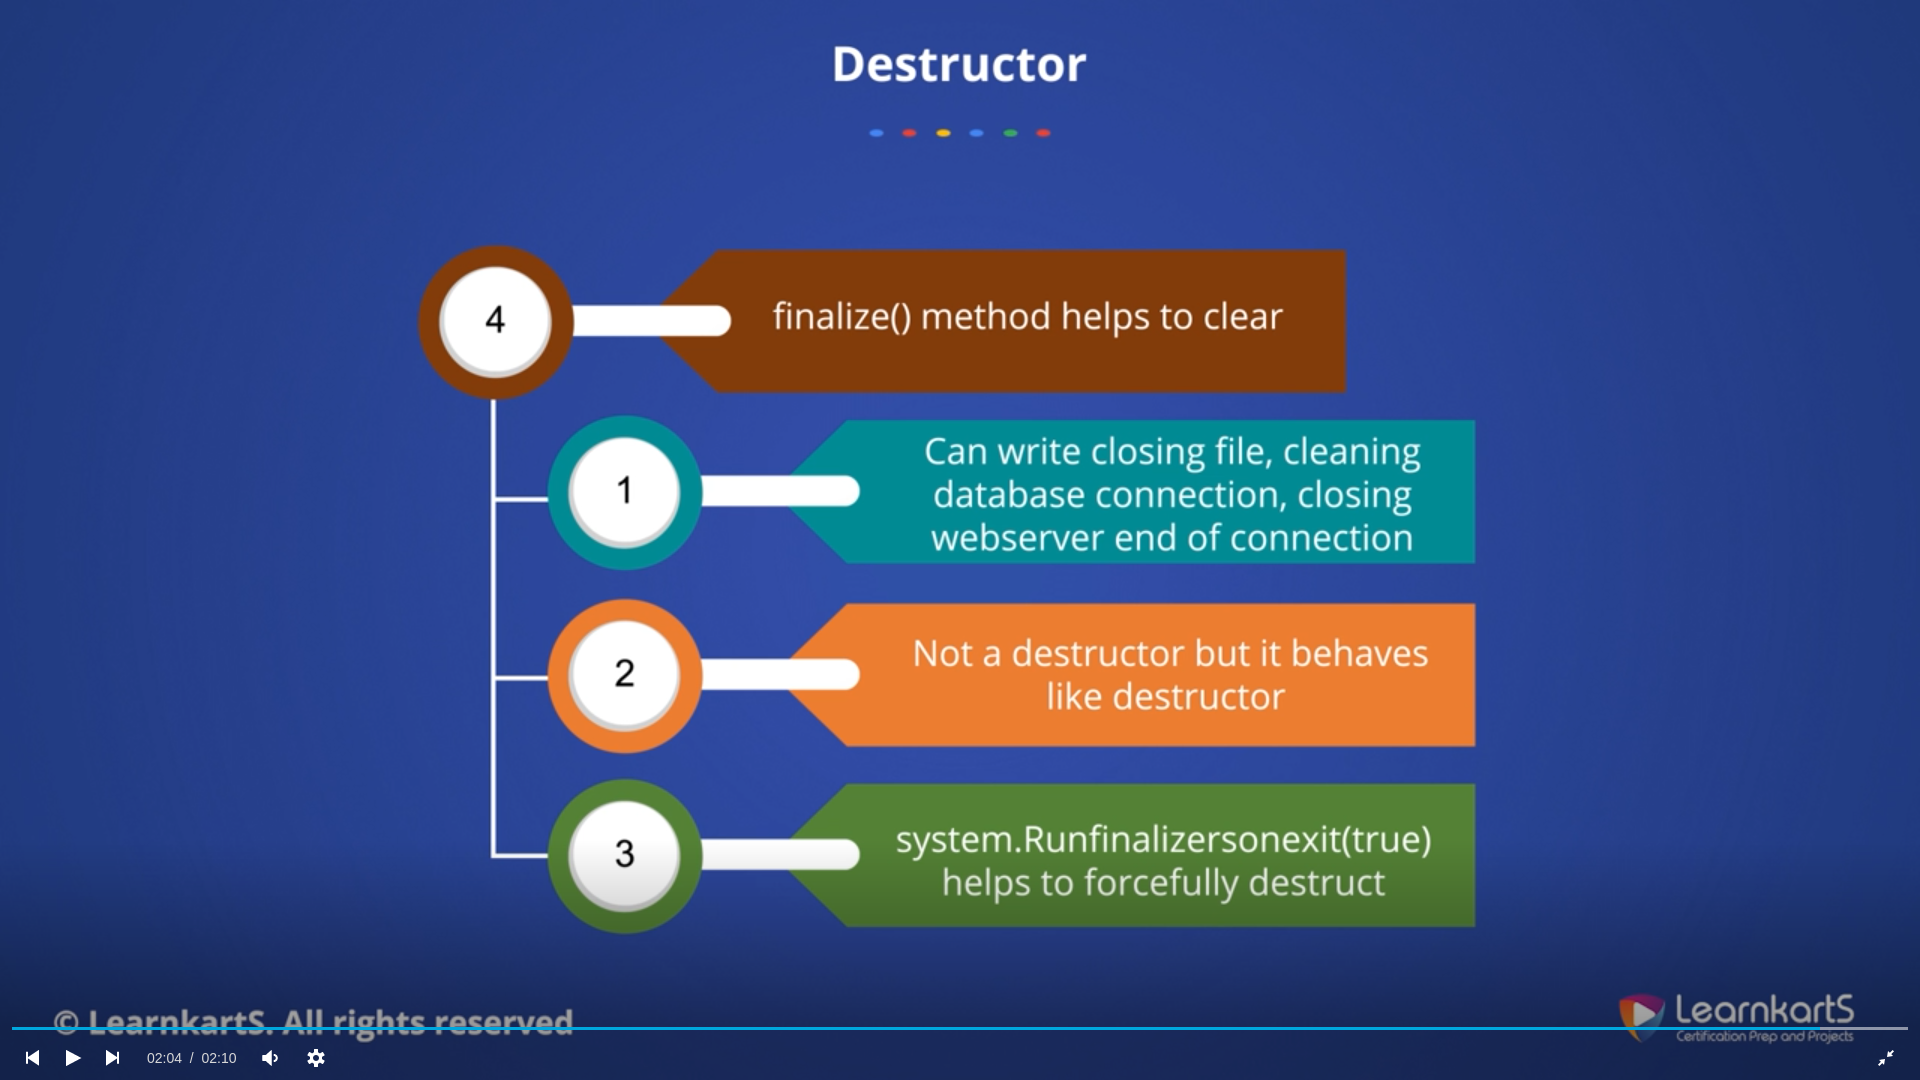 Destructor
4
finalize() method helps to clear
1
Can write closing file, cleaning
database connection, closing
webserver end of connection
2
Not a destructor but it behaves
like destructor
3
system.Runfinalizersonexit(true)
helps to forcefully destruct
© LearnkartS. All rights reserved
LearnkartS
Certification Prep and Projects
02:04 / 02:10